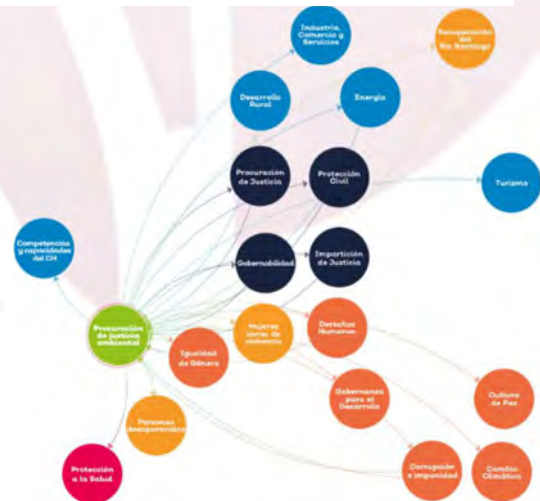 Industria,
Comercio y
Servicios
Recuperación
del
Río Santiago
Desarrollo
Rural
Energía
Procuración
de Justicia
Protección
Civil
Turismo
Competencias
y capacidades
del CH
Gobernabilidad
Impartición
de Justicia
Procuración
de justicia
ambiental
Igualdad
de Género
Mujeres
libres de
violencia
Derechos
Humanos
Personas
desaparecidas
Gobernanza
para el
Desarrollo
Cultura
de Paz
Protección
a la Salud
Corrupción
e impunidad
Cambio
Climático